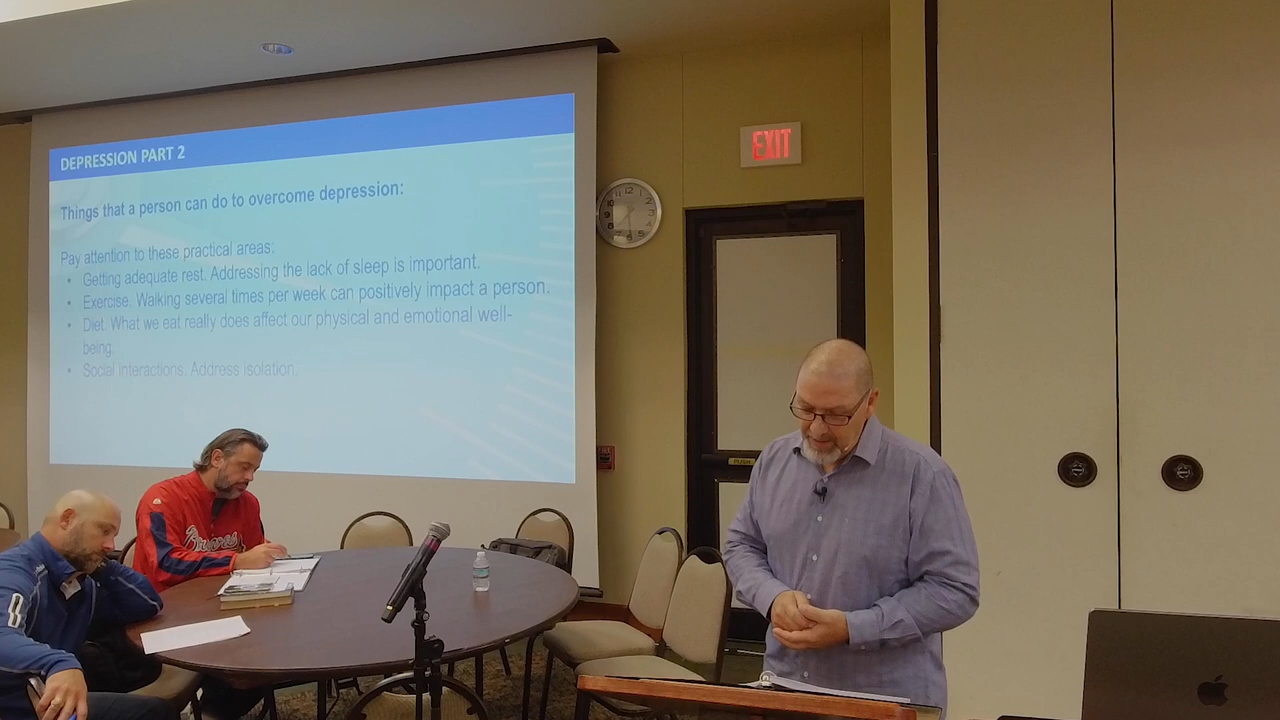 DEPRESSION PART 2
Things that a person can do to overcome depression:
Pay attention to these practical areas:
• Getting adequate rest. Addressing the lack of sleep is important.
• Exercise. Walking several times per week can positively impact a person.
• Diet. What we eat really does affect our physical and emotional well-
being.
• Social interactions. Address isolation.
EXIT
PUSH
Braves